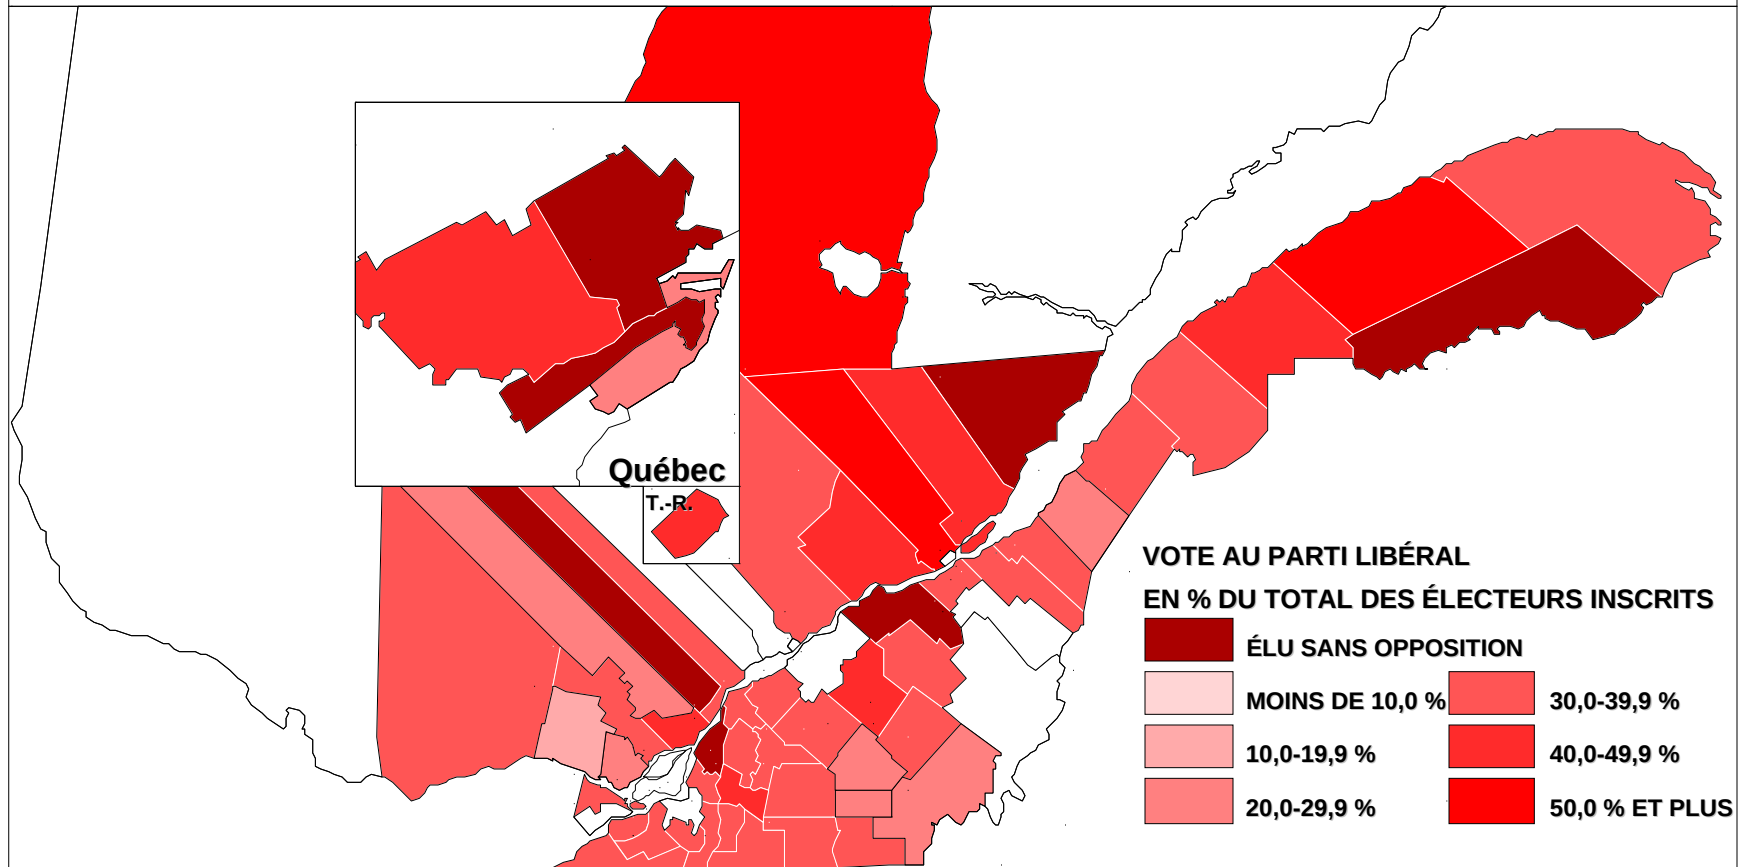 Québec
T.-R.
VOTE AU PARTI LIBÉRAL
EN % DU TOTAL DES ÉLECTEURS INSCRITS
ÉLU SANS OPPOSITION
MOINS DE 10,0 %
30,0-39,9 %
10,0-19,9 %
40,0-49,9 %
20,0-29,9 %
50,0 % ET PLUS